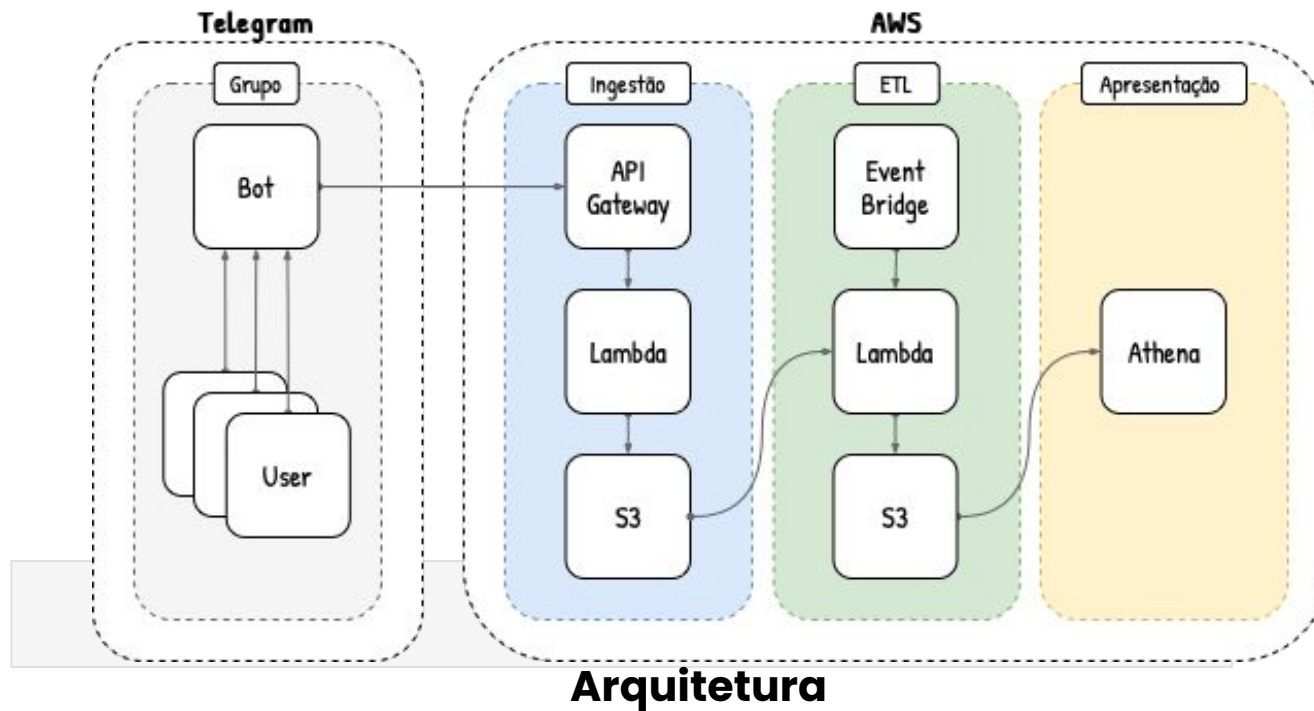 Telegram
AWS
Grupo
Ingestão
ETL
Apresentação
Bot
API
Gateway
Event
Bridge
Lambda
Lambda
Athena
User
S3
S3
Arquitetura